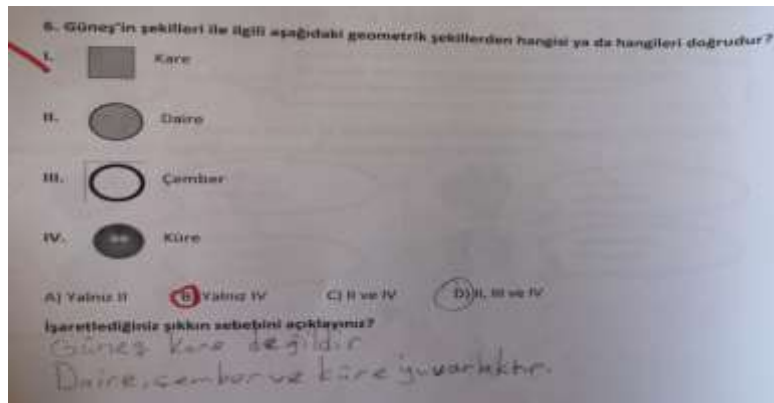 6. Güneş'in şekilleri ile ilgili aşağıdaki geometrik şekillerden hangisi ya da hangileri doğrudur?
I. Kare
II. Daire
III. Çember
IV. Küre
A) Yalnız II B) Yalnız IV C) II ve IV D) II, III ve IV
İşaretlediğiniz şıkkın sebebini açıklayınız?
Güneş Kare değildir
Daire, çember ve küre yuvarlaktır.